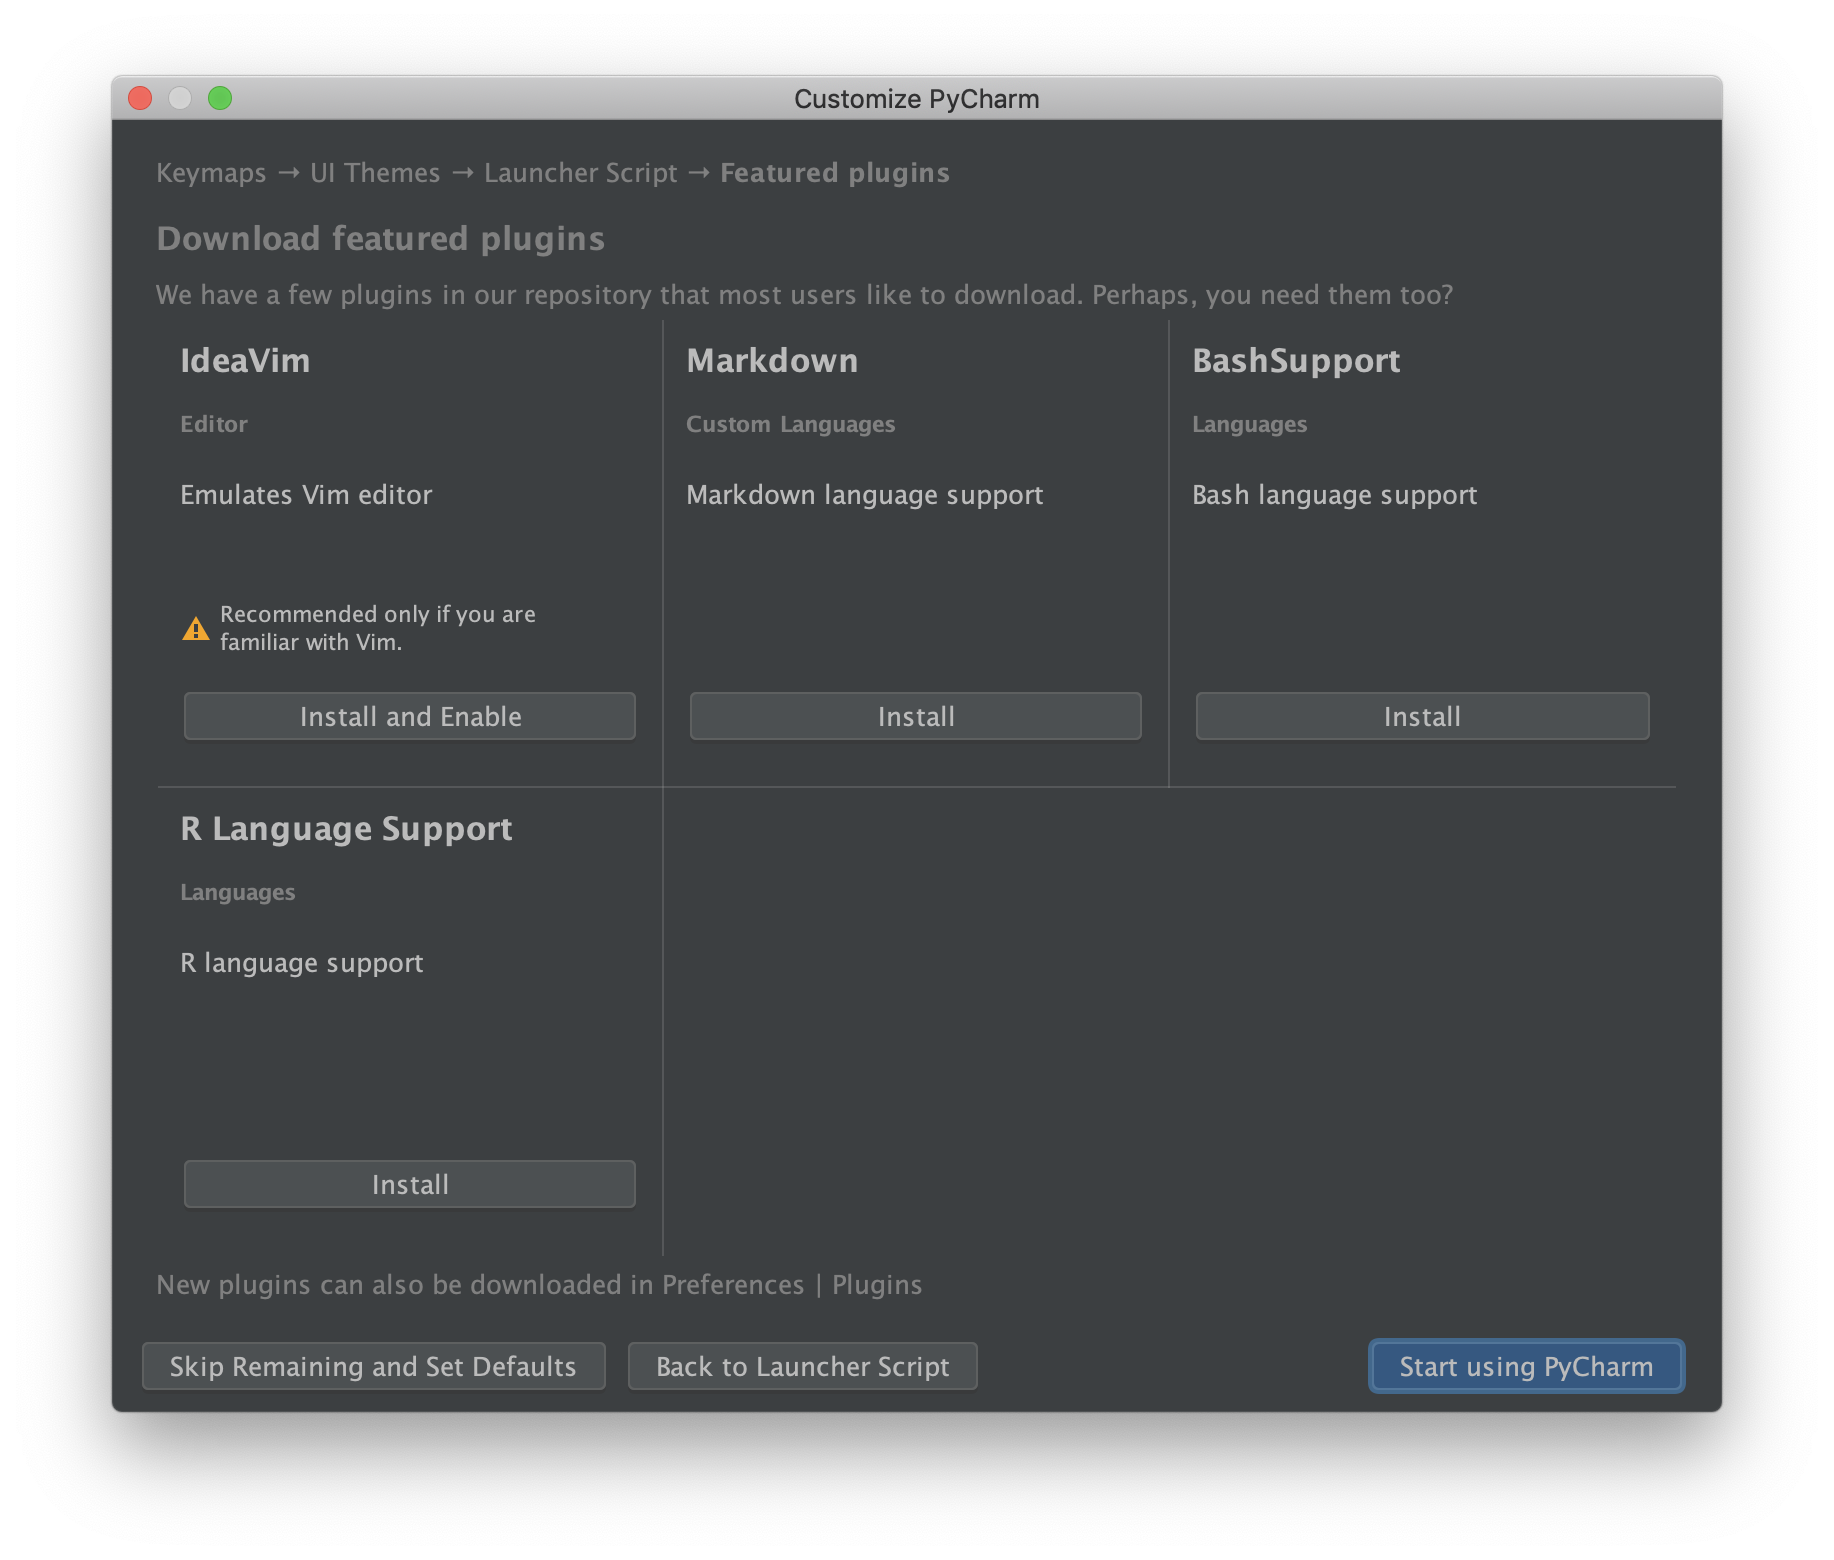 Customize PyCharm
Keymaps → UI Themes → Launcher Script → Featured plugins
Download featured plugins
We have a few plugins in our repository that most users like to download. Perhaps, you need them too?
IdeaVim
Editor
Emulates Vim editor
Recommended only if you are
familiar with Vim.
Install and Enable
Markdown
Custom Languages
Markdown language support
Install
BashSupport
Languages
Bash language support
Install
R Language Support
Languages
R language support
Install
New plugins can also be downloaded in Preferences | Plugins
Skip Remaining and Set Defaults
Back to Launcher Script
Start using PyCharm